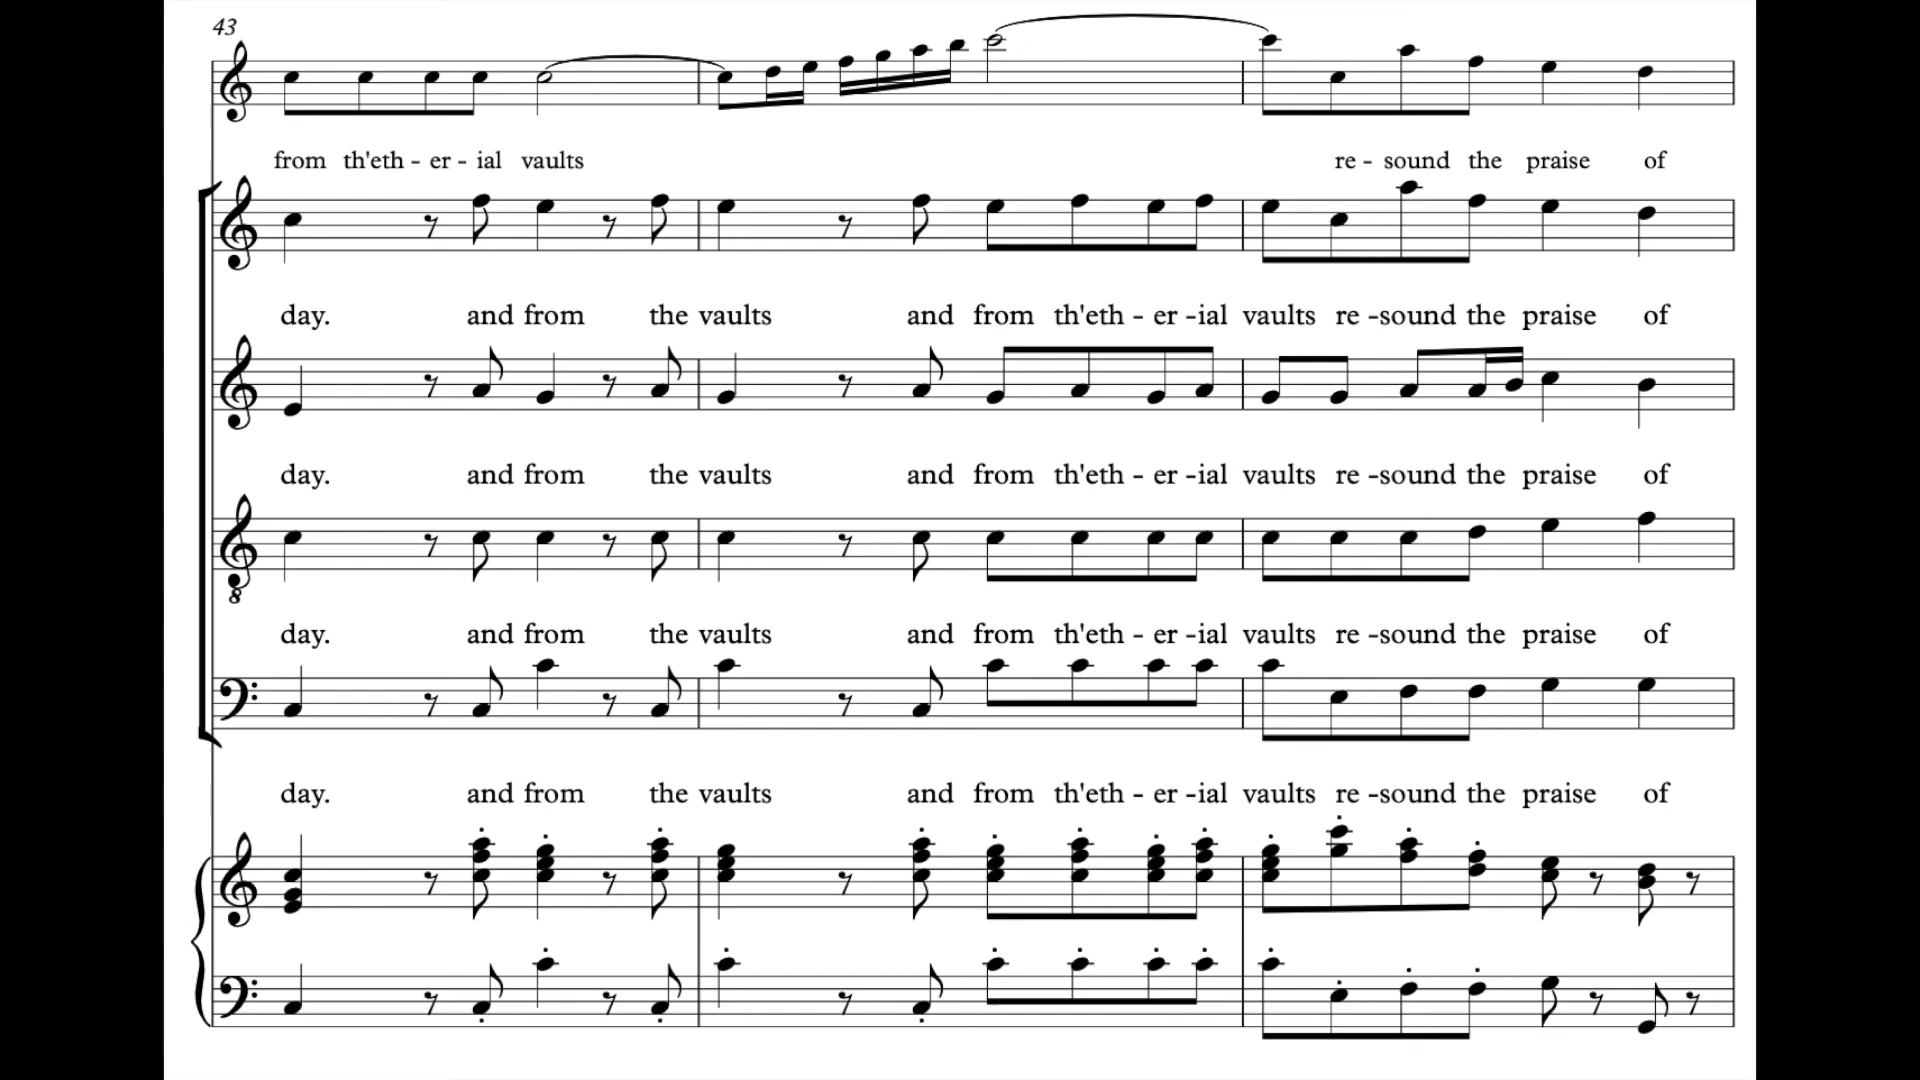 43
from th'eth - er - ial vaults re - sound the praise of
day. and from the vaults and from th'eth - er -ial vaults re -sound the praise of
day. and from the vaults and from th'eth - er -ial vaults re -sound the praise of
8
day. and from the vaults and from th'eth - er -ial vaults re -sound the praise of
day. and from the vaults and from th'eth - er -ial vaults re -sound the praise of